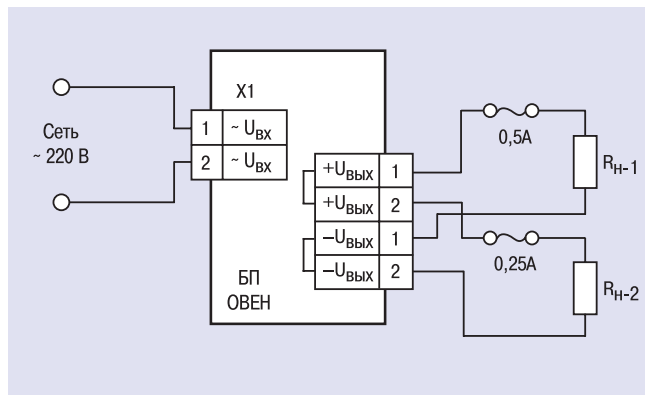 Сеть
~ 220 В
X1
1 ~ Uвх
2 ~ Uвх
+Uвых 1
+Uвых 2
–Uвых 1
–Uвых 2
БП
ОВЕН
0,5А
Rн-1
0,25А
Rн-2